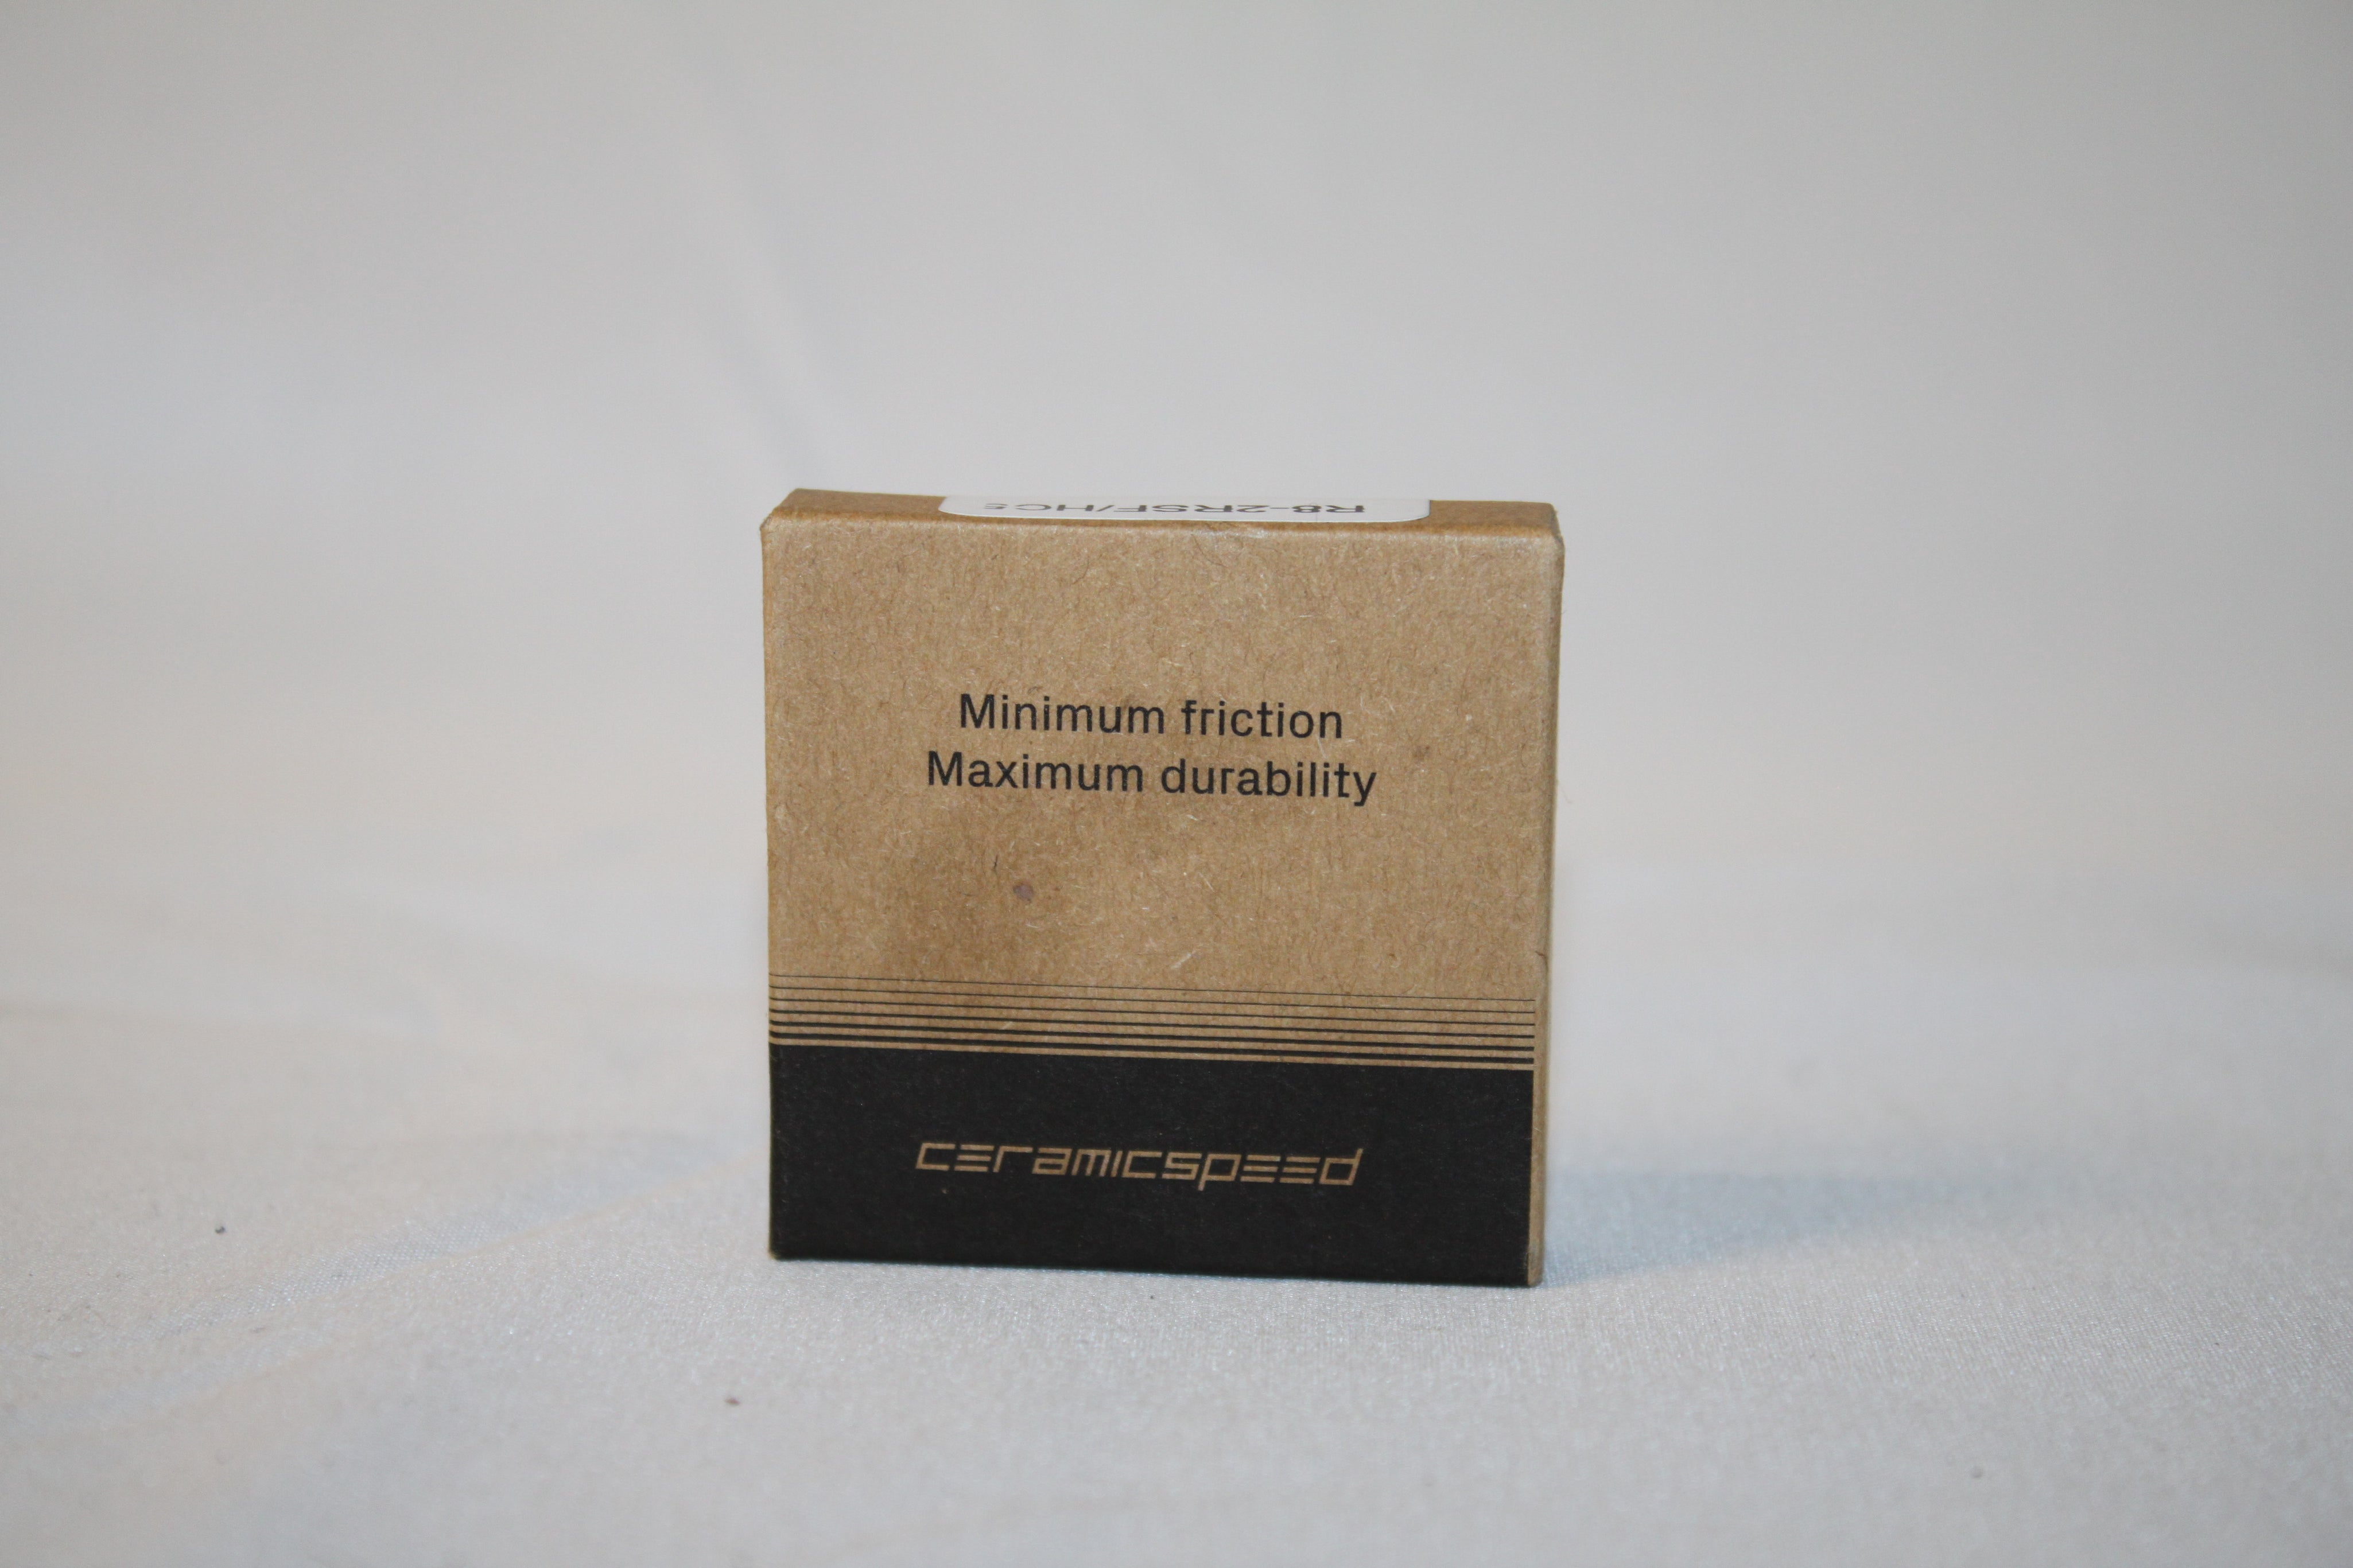 R8-2RSF/HC5
Minimum friction
Maximum durability
ceramicspeed